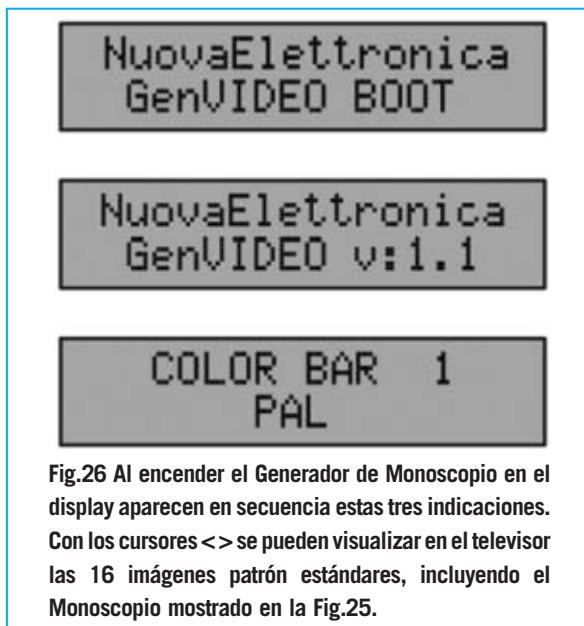 NuovaElettronica
GenVIDEO BOOT
NuovaElettronica
GenVIDEO v:1.1
COLOR BAR 1
PAL
Fig.26 Al encender el Generador de Monoscopio en el
display aparecen en secuencia estas tres indicaciones.
Con los cursores < > se pueden visualizar en el televisor
las 16 imágenes patrón estándares, incluyendo el
Monoscopio mostrado en la Fig.25.